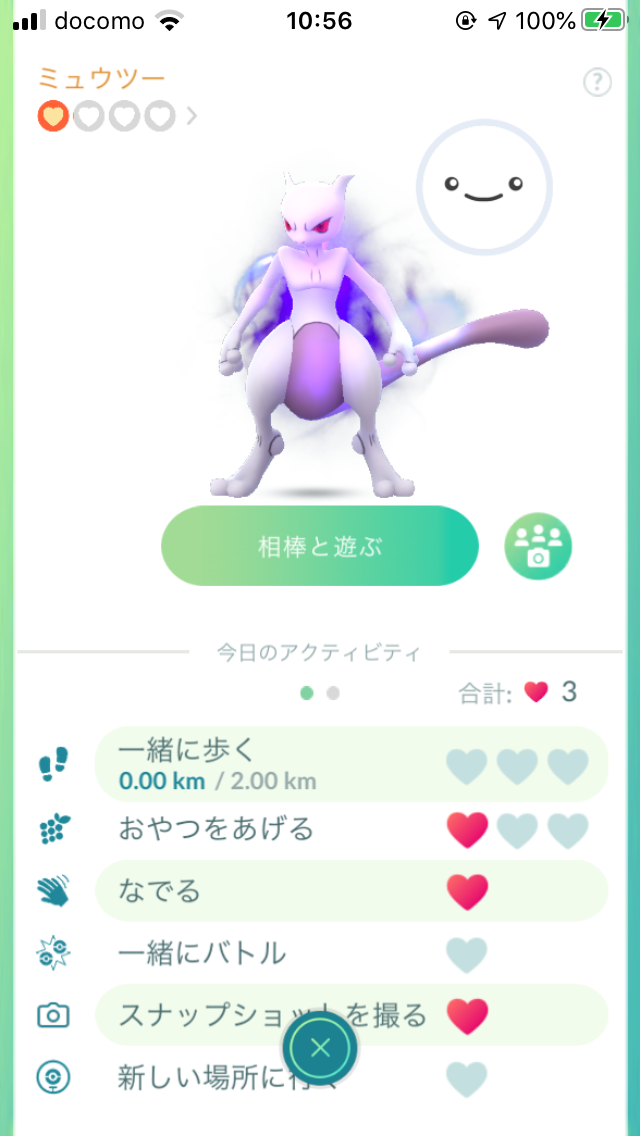 docomo 10:56 100%
ミュウツー
?
相棒と遊ぶ
今日のアクティビティ
合計: 3
一緒に歩く
0.00 km / 2.00 km
おやつをあげる
なでる
一緒にバトル
スナップショットを撮る
新しい場所に行く